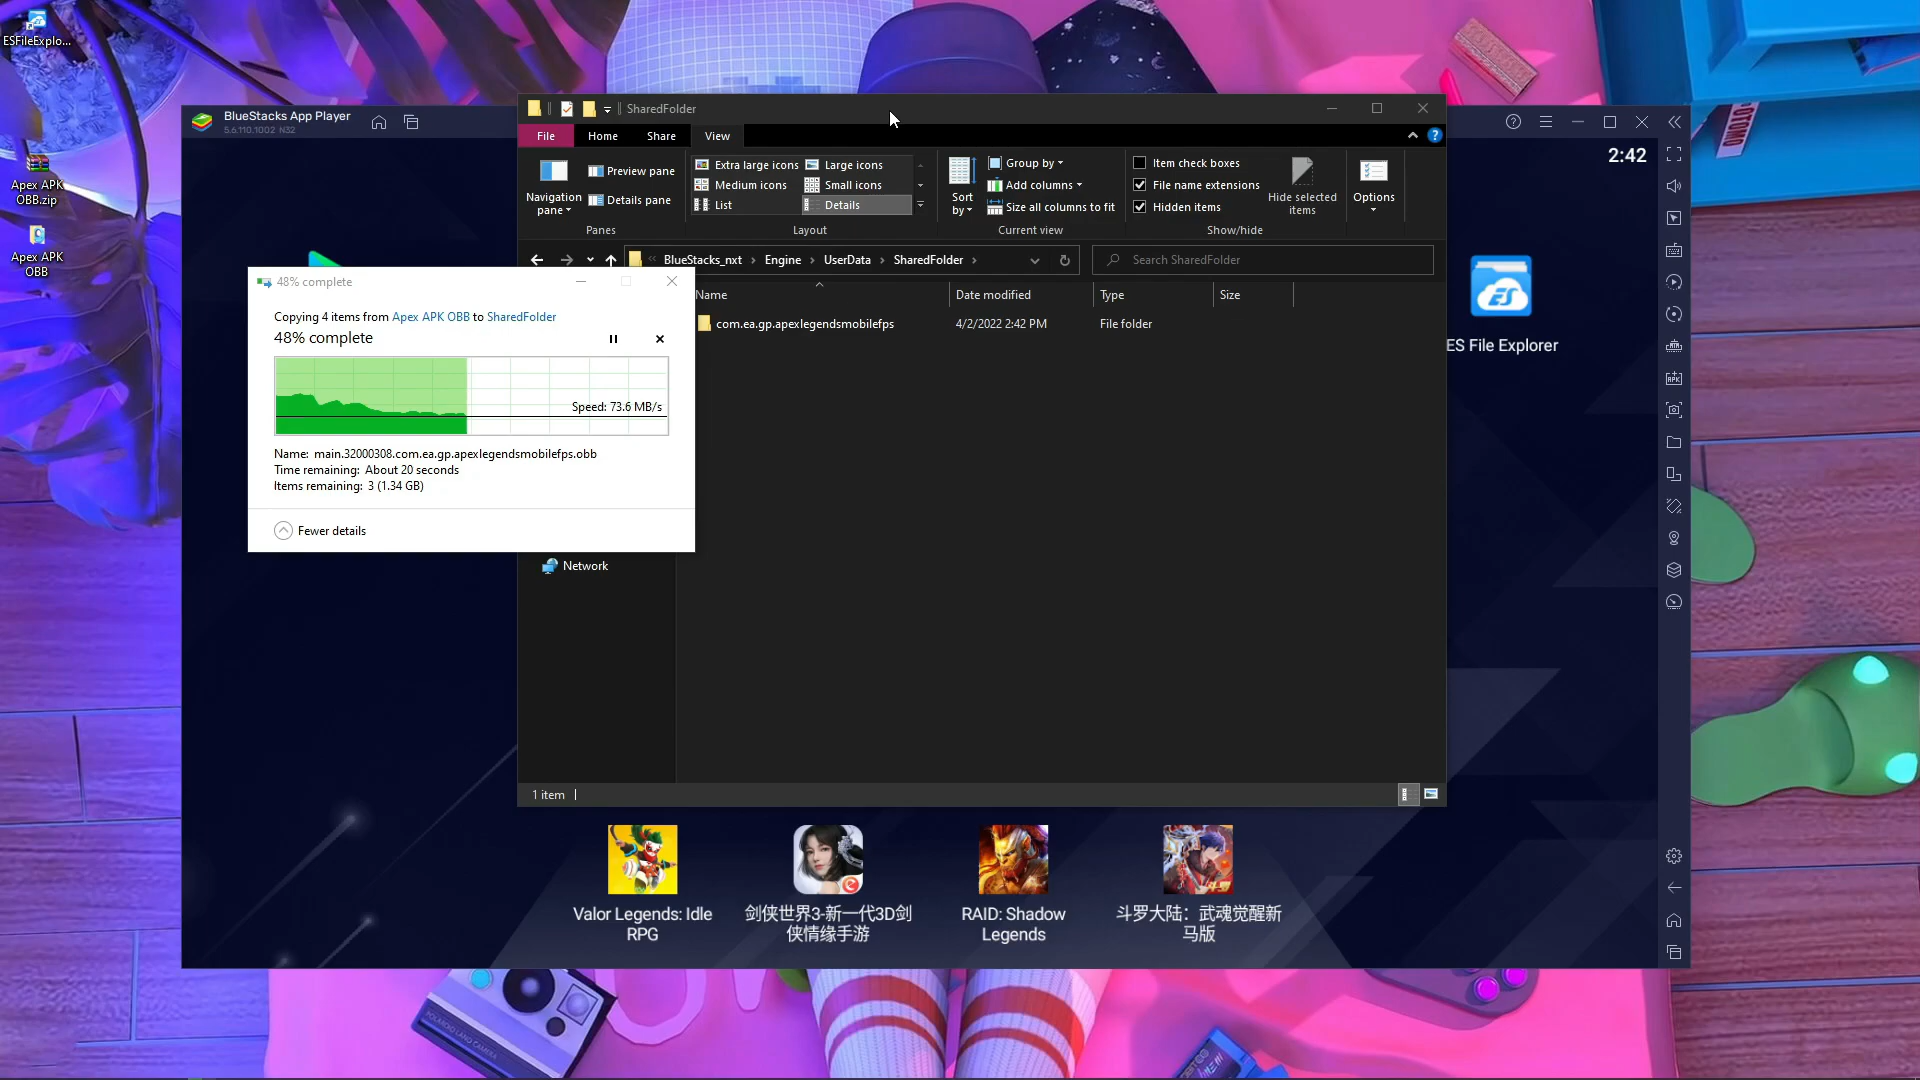 ESFileExplo...
Apex APK
OBB.zip
Apex APK
OBB
BlueStacks App Player
5.6.110.1002 N32
2:42
ES File Explorer
SharedFolder
File
Home
Share
View
Navigation
pane
Preview pane
Details pane
Panes
Extra large icons
Large icons
Medium icons
Small icons
List
Details
Layout
Sort
by
Group by
Add columns
Size all columns to fit
Current view
Item check boxes
File name extensions
Hidden items
Hide selected
items
Show/hide
Options
« BlueStacks_nxt › Engine › UserData › SharedFolder ›
Search SharedFolder
Name
Date modified
Type
Size
com.ea.gp.apexlegendsmobilefps
4/2/2022 2:42 PM
File folder
Network
1 item
48% complete
Copying 4 items from Apex APK OBB to SharedFolder
48% complete
Speed: 73.6 MB/s
Name: main.32000308.com.ea.gp.apexlegendsmobilefps.obb
Time remaining: About 20 seconds
Items remaining: 3 (1.34 GB)
Fewer details
Valor Legends: Idle
RPG
剑侠世界3-新一代3D剑
侠情缘手游
RAID: Shadow
Legends
斗罗大陆：武魂觉醒新
马版
POLAROID LAND CAMERA